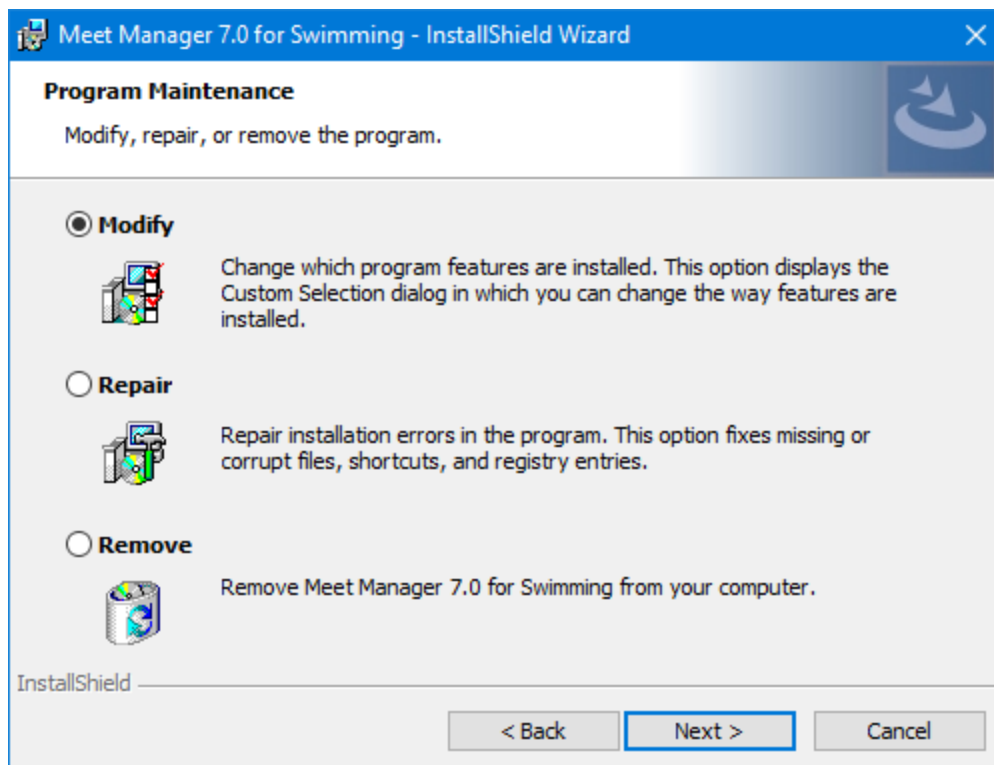 Meet Manager 7.0 for Swimming - InstallShield Wizard
Program Maintenance
Modify, repair, or remove the program.
Modify
Change which program features are installed. This option displays the
Custom Selection dialog in which you can change the way features are
installed.
Repair
Repair installation errors in the program. This option fixes missing or
corrupt files, shortcuts, and registry entries.
Remove
Remove Meet Manager 7.0 for Swimming from your computer.
InstallShield
< Back
Next >
Cancel